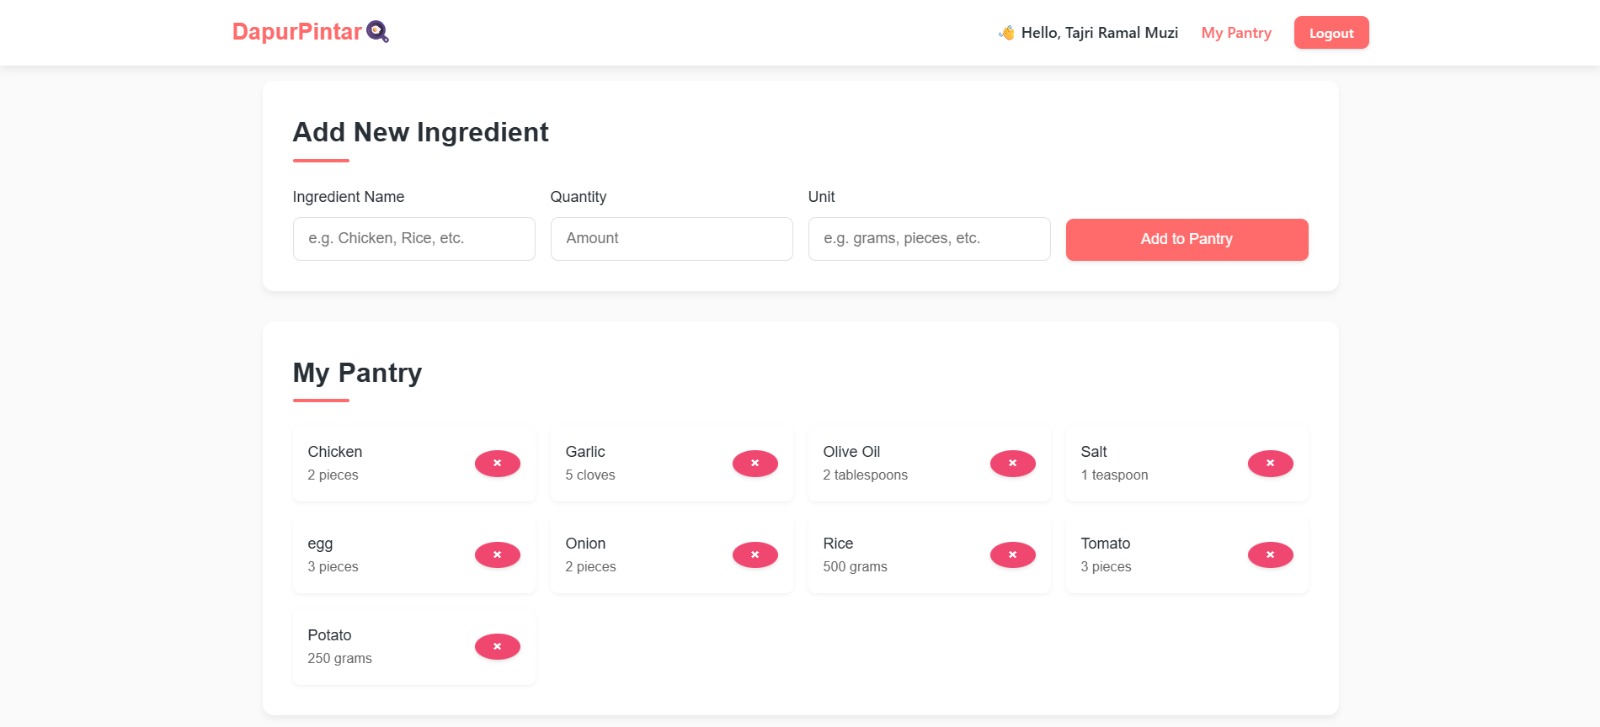 DapurPintar
Hello, Tajri Ramal Muzi
My Pantry
Logout
Add New Ingredient
Ingredient Name
Quantity
Unit
e.g. Chicken, Rice, etc.
Amount
e.g. grams, pieces, etc.
Add to Pantry
My Pantry
Chicken
2 pieces
Garlic
5 cloves
Olive Oil
2 tablespoons
Salt
1 teaspoon
egg
3 pieces
Onion
2 pieces
Rice
500 grams
Tomato
3 pieces
Potato
250 grams